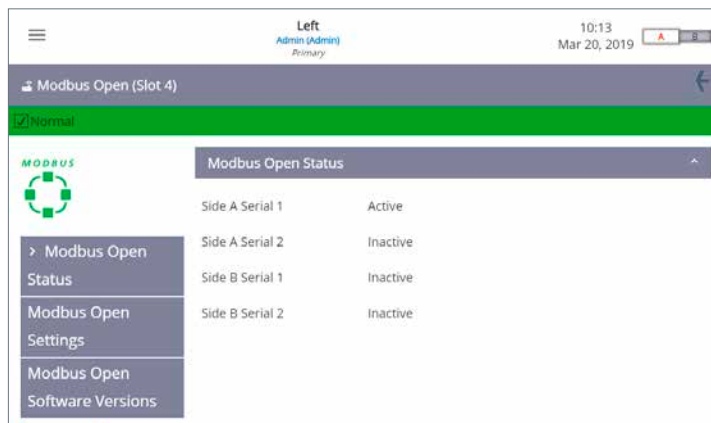 Left
Admin (Admin)
Primary
10:13
Mar 20, 2019
A B
Modbus Open (Slot 4)
Normal
MODBUS
> Modbus Open
Status
Modbus Open
Settings
Modbus Open
Software Versions
Modbus Open Status
Side A Serial 1 Active
Side A Serial 2 Inactive
Side B Serial 1 Inactive
Side B Serial 2 Inactive